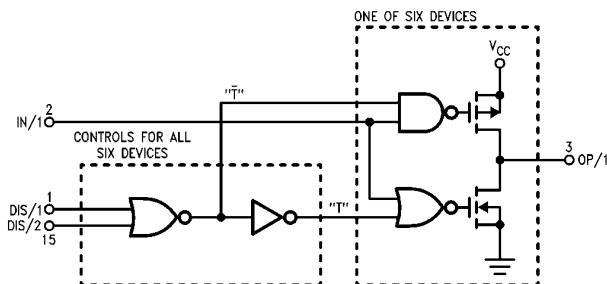 ONE OF SIX DEVICES
VCC
"T̄"
2
IN/1
CONTROLS FOR ALL
SIX DEVICES
3
OP/1
1
DIS/1
DIS/2
15
"T"